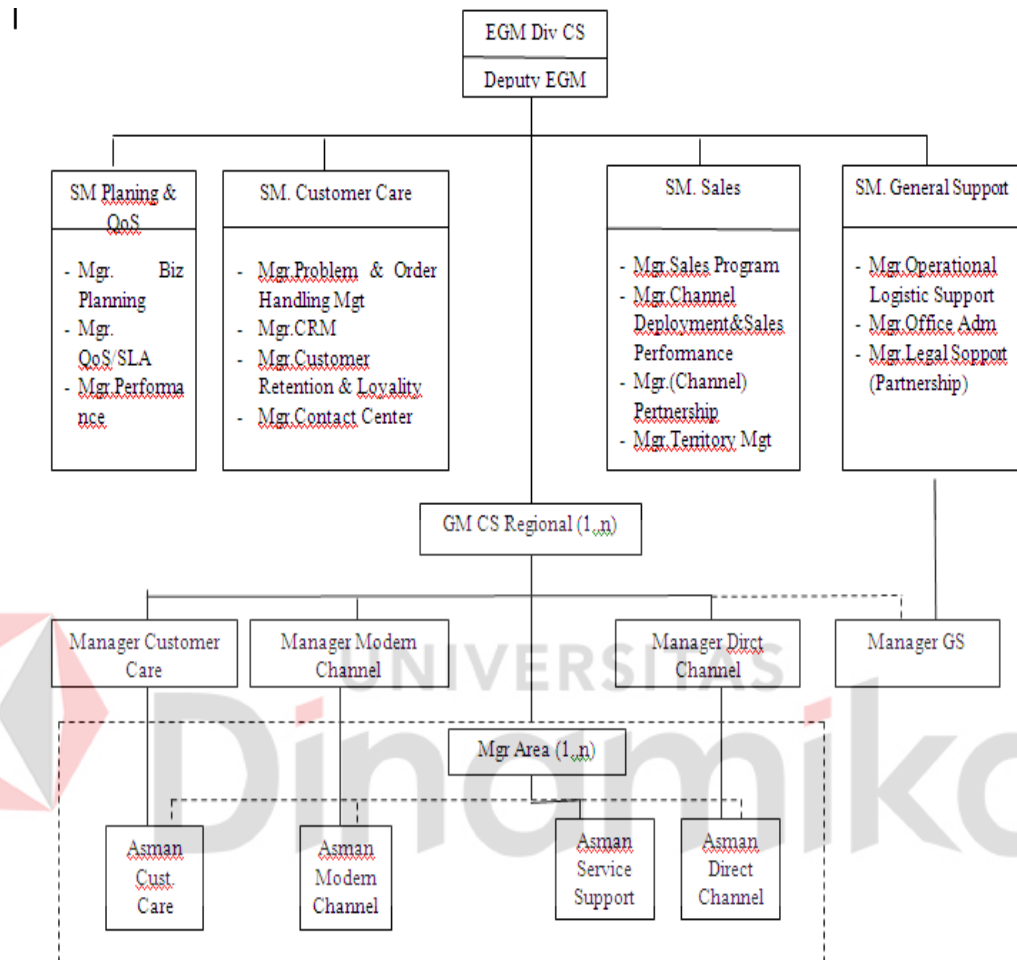 EGM Div CS
Deputy EGM
SM Planing &
QoS
- Mgr. Biz
Planning
- Mgr.
QoS/SLA
- Mgr.Performa
nce
SM. Customer Care
- Mgr.Problem & Order
Handling Mgt
- Mgr.CRM
- Mgr.Customer
Retention & Loyality
- Mgr.Contact Center
SM. Sales
- Mgr.Sales Program
- Mgr.Channel
Deployment&Sales
Performance
- Mgr.(Channel)
Pertnership
- Mgr.Territory Mgt
SM. General Support
- Mgr.Operational
Logistic Support
- Mgr.Office Adm
- Mgr.Legal Sopport
(Partnership)
GM CS Regional (1..n)
Manager Customer
Care
Manager Modern
Channel
Manager Dirct
Channel
Manager GS
UNIVERSITAS
Dinamika
Mgr Area (1..n)
Asman
Cust.
Care
Asman
Modern
Channel
Asman
Service
Support
Asman
Direct
Channel